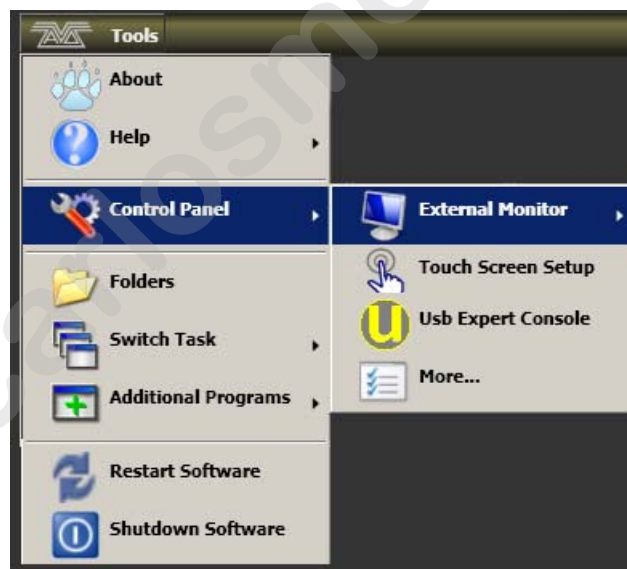 Tools
About
Help
Control Panel
External Monitor
Touch Screen Setup
Usb Expert Console
More...
Folders
Switch Task
Additional Programs
Restart Software
Shutdown Software